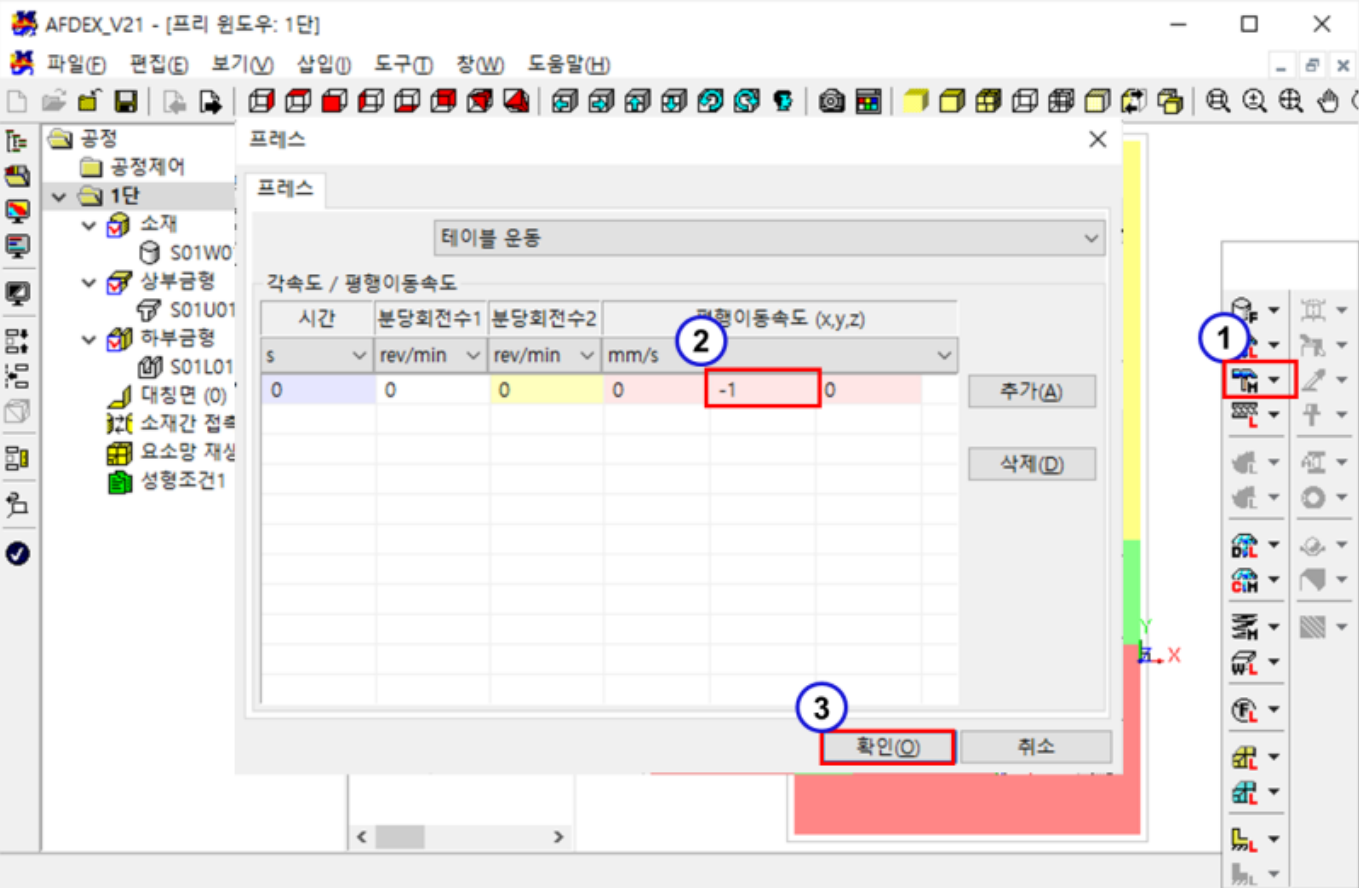 AFDEX_V21 - [프리 윈도우: 1단]
파일(F) 편집(E) 보기(V) 삽입(I) 도구(T) 창(W) 도움말(H)
공정
공정제어
1단
소재
S01W0
상부금형
S01U01
하부금형
S01L01
대칭면 (0)
소재간 접촉
요소망 재생
성형조건1
프레스
프레스
테이블 운동
각속도 / 평행이동속도
시간 분당회전수1 분당회전수2 평행이동속도 (x,y,z)
s rev/min rev/min mm/s
0 0 0 0 -1 0
추가(A)
삭제(D)
확인(O) 취소
1
2
3
Y
X